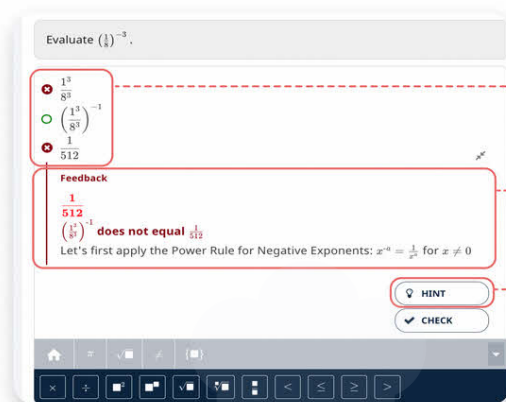 Evaluate (1/8)^-3 .
1^3/8^3
(1^3/8^3)^-1
1/512
Feedback
1/512
(1^3/8^3)^-1 does not equal 1/512
Let's first apply the Power Rule for Negative Exponents: x^-a = 1/x^a for x ≠ 0
HINT
CHECK
= √■ ≠ {■}
× ÷ ■² ■^■ √■ ■√■ ■/■ < ≤ ≥ >